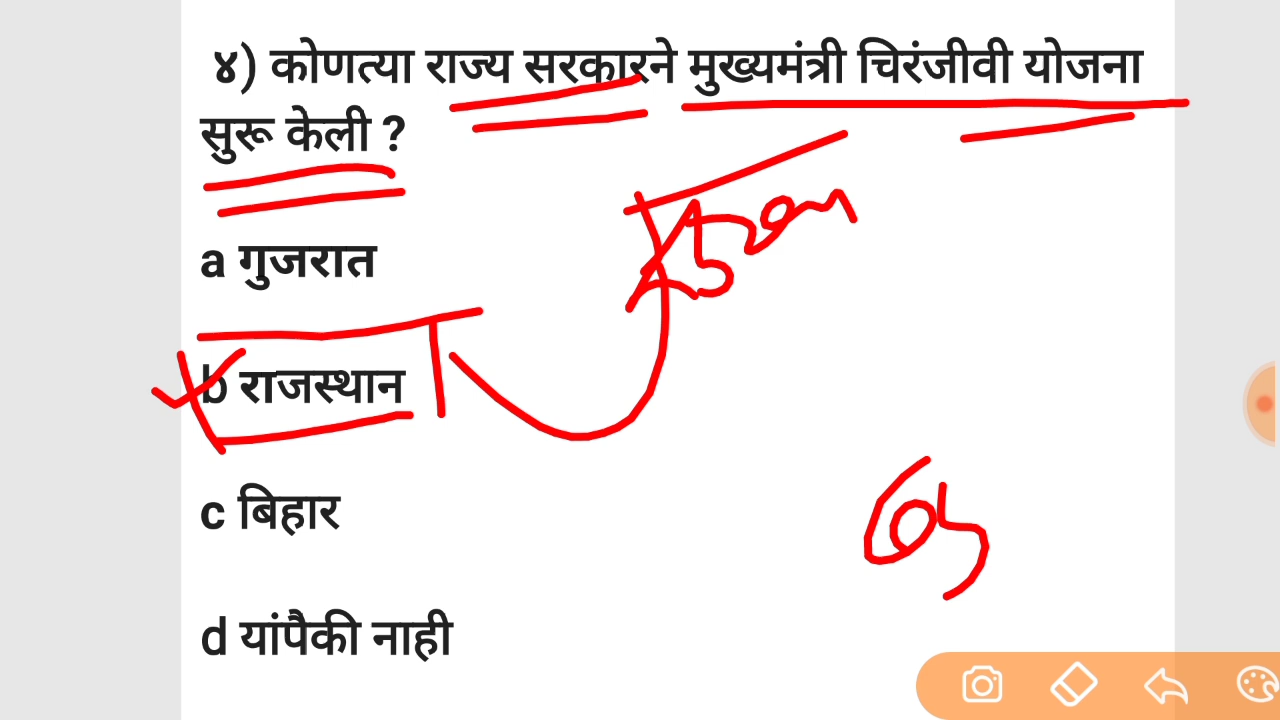 ४) कोणत्या राज्य सरकारने मुख्यमंत्री चिरंजीवी योजना
सुरू केली ?
a गुजरात
b राजस्थान
c बिहार
d यांपैकी नाही